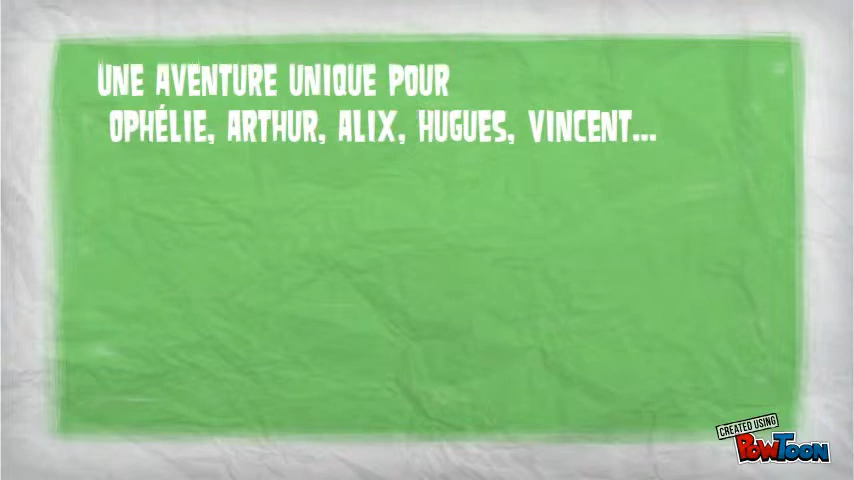 UNE AVENTURE UNIQUE POUR
OPHÉLIE, ARTHUR, ALIX, HUGUES, VINCENT...
CREATED USING
POWTOON